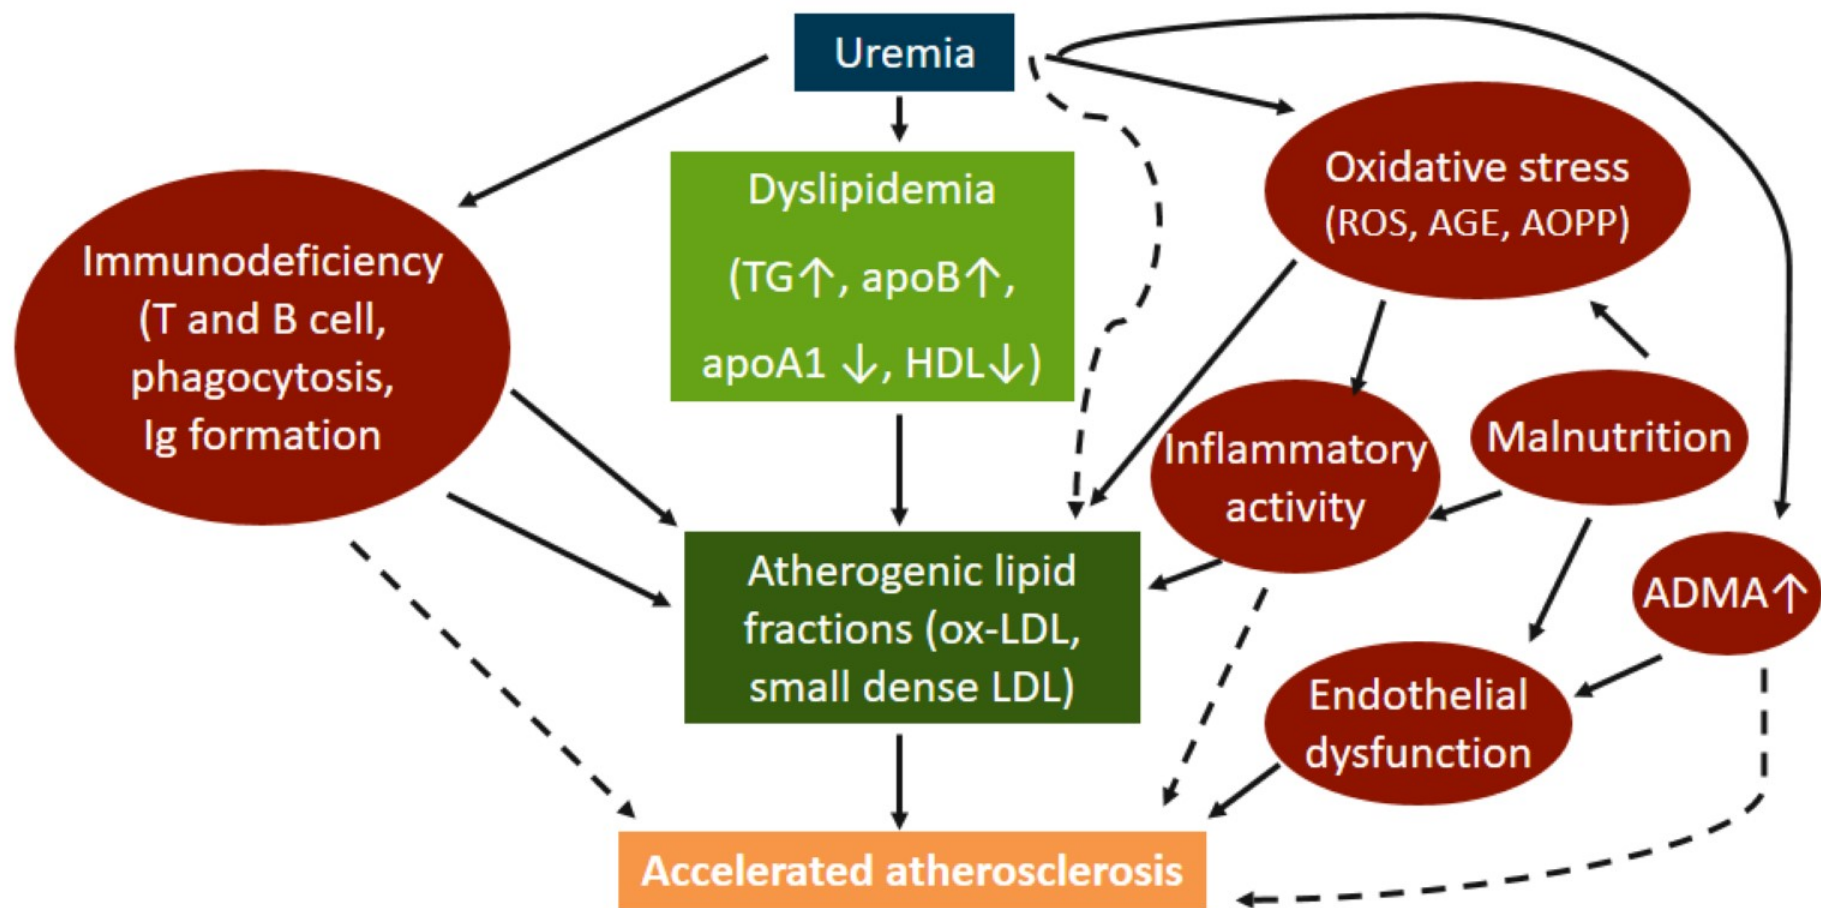 Uremia
Dyslipidemia
(TG↑, apoB↑,
apoA1 ↓, HDL↓)
Oxidative stress
(ROS, AGE, AOPP)
Immunodeficiency
(T and B cell,
phagocytosis,
Ig formation
Inflammatory
activity
Malnutrition
Atherogenic lipid
fractions (ox-LDL,
small dense LDL)
ADMA↑
Endothelial
dysfunction
Accelerated atherosclerosis